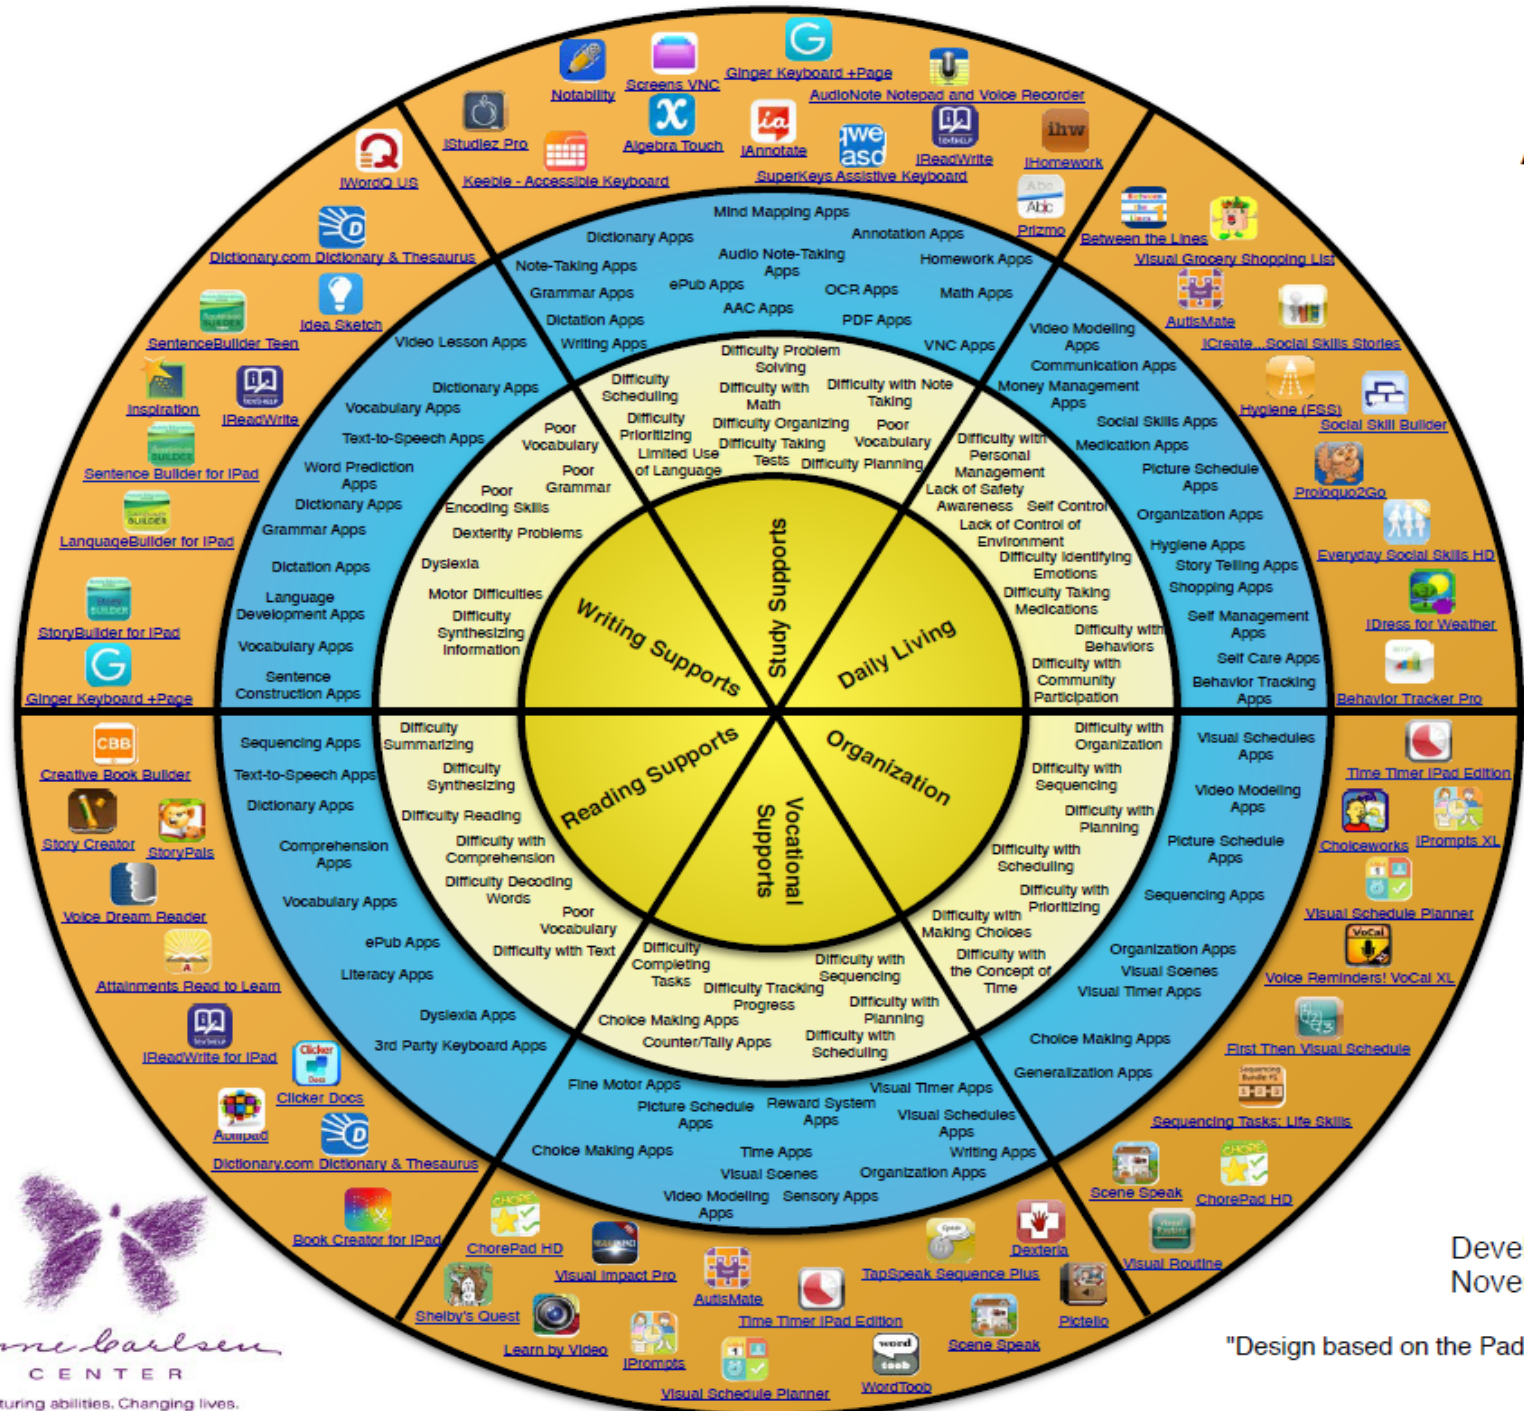 Notability
Screens VNC
Ginger Keyboard +Page
AudioNote Notepad and Voice Recorder
iStudiez Pro
Keeble - Accessible Keyboard
Algebra Touch
iAnnotate
SuperKeys Assistive Keyboard
iReadWrite
iHomework
Prizmo
iWordQ US
Dictionary.com Dictionary & Thesaurus
Idea Sketch
SentenceBuilder Teen
Inspiration
iReadWrite
Sentence Builder for iPad
LanguageBuilder for iPad
StoryBuilder for iPad
Ginger Keyboard +Page
Between the Lines
Visual Grocery Shopping List
AutisMate
iCreate...Social Skills Stories
Hygiene (FSS)
Social Skill Builder
Proloquo2Go
Everyday Social Skills HD
iDress for Weather
Behavior Tracker Pro
Mind Mapping Apps
Dictionary Apps
Annotation Apps
Note-Taking Apps
Audio Note-Taking
Apps
Homework Apps
Grammar Apps
ePub Apps
OCR Apps
Math Apps
Dictation Apps
AAC Apps
PDF Apps
Writing Apps
VNC Apps
Video Lesson Apps
Dictionary Apps
Vocabulary Apps
Text-to-Speech Apps
Word Prediction
Apps
Dictionary Apps
Grammar Apps
Dictation Apps
Language
Development Apps
Vocabulary Apps
Sentence
Construction Apps
Video Modeling
Apps
Communication Apps
Money Management
Apps
Social Skills Apps
Medication Apps
Picture Schedule
Apps
Organization Apps
Hygiene Apps
Story Telling Apps
Shopping Apps
Self Management
Apps
Self Care Apps
Behavior Tracking
Apps
Difficulty Problem
Solving
Difficulty
Scheduling
Difficulty with
Math
Difficulty with Note
Taking
Difficulty
Prioritizing
Difficulty Organizing
Poor
Vocabulary
Limited Use
of Language
Difficulty Taking
Tests
Difficulty Planning
Poor
Vocabulary
Poor
Grammar
Poor
Encoding Skills
Dexterity Problems
Dyslexia
Motor Difficulties
Difficulty
Synthesizing
Information
Difficulty with
Personal
Management
Lack of Safety
Awareness
Self Control
Lack of Control of
Environment
Difficulty Identifying
Emotions
Difficulty Taking
Medications
Difficulty with
Behaviors
Difficulty with
Community
Participation
Writing Supports
Study Supports
Daily Living
Reading Supports
Vocational
Supports
Organization
Difficulty
Summarizing
Difficulty
Synthesizing
Difficulty Reading
Difficulty with
Comprehension
Difficulty Decoding
Words
Poor
Vocabulary
Difficulty with Text
Difficulty
Completing
Tasks
Difficulty with
Sequencing
Difficulty Tracking
Progress
Difficulty with
Planning
Choice Making Apps
Counter/Tally Apps
Difficulty with
Scheduling
Difficulty with
Organization
Difficulty with
Sequencing
Difficulty with
Planning
Difficulty with
Scheduling
Difficulty with
Prioritizing
Difficulty with
Making Choices
Difficulty with
the Concept of
Time
Sequencing Apps
Text-to-Speech Apps
Dictionary Apps
Comprehension
Apps
Vocabulary Apps
ePub Apps
Literacy Apps
Dyslexia Apps
3rd Party Keyboard Apps
Fine Motor Apps
Visual Timer Apps
Picture Schedule
Apps
Reward System
Apps
Visual Schedules
Apps
Choice Making Apps
Time Apps
Writing Apps
Visual Scenes
Organization Apps
Video Modeling
Apps
Sensory Apps
Visual Schedules
Apps
Video Modeling
Apps
Picture Schedule
Apps
Sequencing Apps
Organization Apps
Visual Scenes
Visual Timer Apps
Choice Making Apps
Generalization Apps
CBB
Creative Book Builder
Story Creator
StoryPals
Voice Dream Reader
Attainments Read to Learn
iReadWrite for iPad
Clicker Docs
Abilipad
Dictionary.com Dictionary & Thesaurus
Book Creator for iPad
ChorePad HD
Visual Impact Pro
Shelby's Quest
AutisMate
TapSpeak Sequence Plus
Dexteria
Learn by Video
iPrompts
Time Timer iPad Edition
Scene Speak
Pictello
Visual Schedule Planner
WordToob
Time Timer iPad Edition
Choiceworks
iPrompts XL
Visual Schedule Planner
Voice Reminders! VoCal XL
First Then Visual Schedule
Sequencing Tasks: Life Skills
Scene Speak
ChorePad HD
Visual Routine
Carlsen
CENTER
turing abilities. Changing lives.
Deve
Nove
"Design based on the Pad